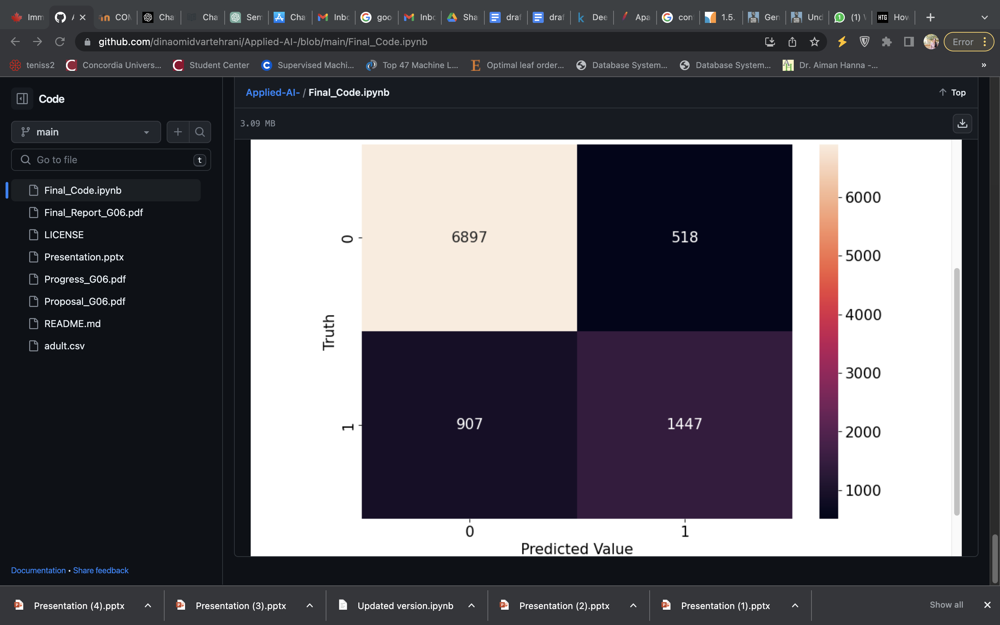 Imm
CO
Cha
Cha
Sem
Cha
Inbo
goo
Inbo
Sha
draf
draf
Dee
Apa
con
1.5.
Gen
Und
(1)
HTG How
github.com/dinaomidvartehrani/Applied-AI-/blob/main/Final_Code.ipynb
Error
teniss2
Concordia Univers...
Student Center
Supervised Machi...
Top 47 Machine L...
Optimal leaf order...
Database System...
Database System...
Dr. Aiman Hanna -...
»
Code
main
Go to file
t
Final_Code.ipynb
Final_Report_G06.pdf
LICENSE
Presentation.pptx
Progress_G06.pdf
Proposal_G06.pdf
README.md
adult.csv
Documentation • Share feedback
Applied-AI- / Final_Code.ipynb
Top
3.09 MB
Truth
0
1
6897
518
907
1447
0
1
Predicted Value
6000
5000
4000
3000
2000
1000
Presentation (4).pptx
Presentation (3).pptx
Updated version.ipynb
Presentation (2).pptx
Presentation (1).pptx
Show all